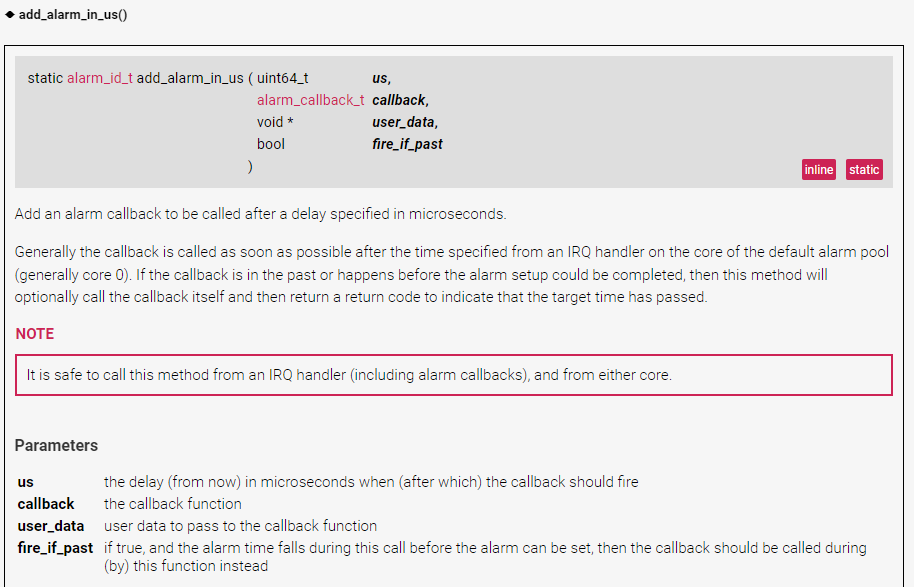 ◆ add_alarm_in_us()
static alarm_id_t add_alarm_in_us ( uint64_t us,
alarm_callback_t callback,
void * user_data,
bool fire_if_past
)
inline static
Add an alarm callback to be called after a delay specified in microseconds.
Generally the callback is called as soon as possible after the time specified from an IRQ handler on the core of the default alarm pool
(generally core 0). If the callback is in the past or happens before the alarm setup could be completed, then this method will
optionally call the callback itself and then return a return code to indicate that the target time has passed.
NOTE
It is safe to call this method from an IRQ handler (including alarm callbacks), and from either core.
Parameters
us the delay (from now) in microseconds when (after which) the callback should fire
callback the callback function
user_data user data to pass to the callback function
fire_if_past if true, and the alarm time falls during this call before the alarm can be set, then the callback should be called during
(by) this function instead